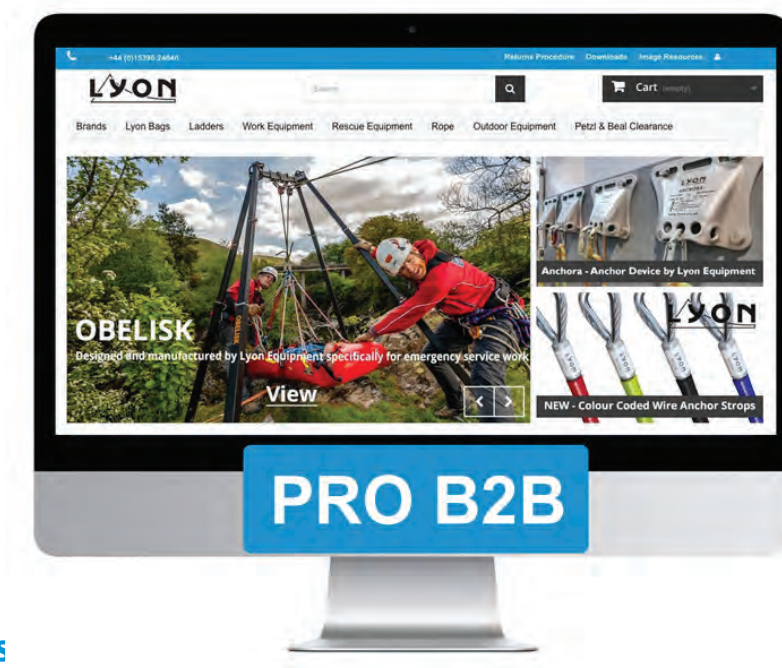 +44 (0)15396 24040
Returns Procedure Downloads Image Resources
LYON
Search
Cart (empty)
Brands Lyon Bags Ladders Work Equipment Rescue Equipment Rope Outdoor Equipment Petzl & Beal Clearance
OBELISK
Designed and manufactured by Lyon Equipment specifically for emergency service work
View
< >
LYON
Anchora - Anchor Device by Lyon Equipment
LYON
NEW - Colour Coded Wire Anchor Strops
PRO B2B
s